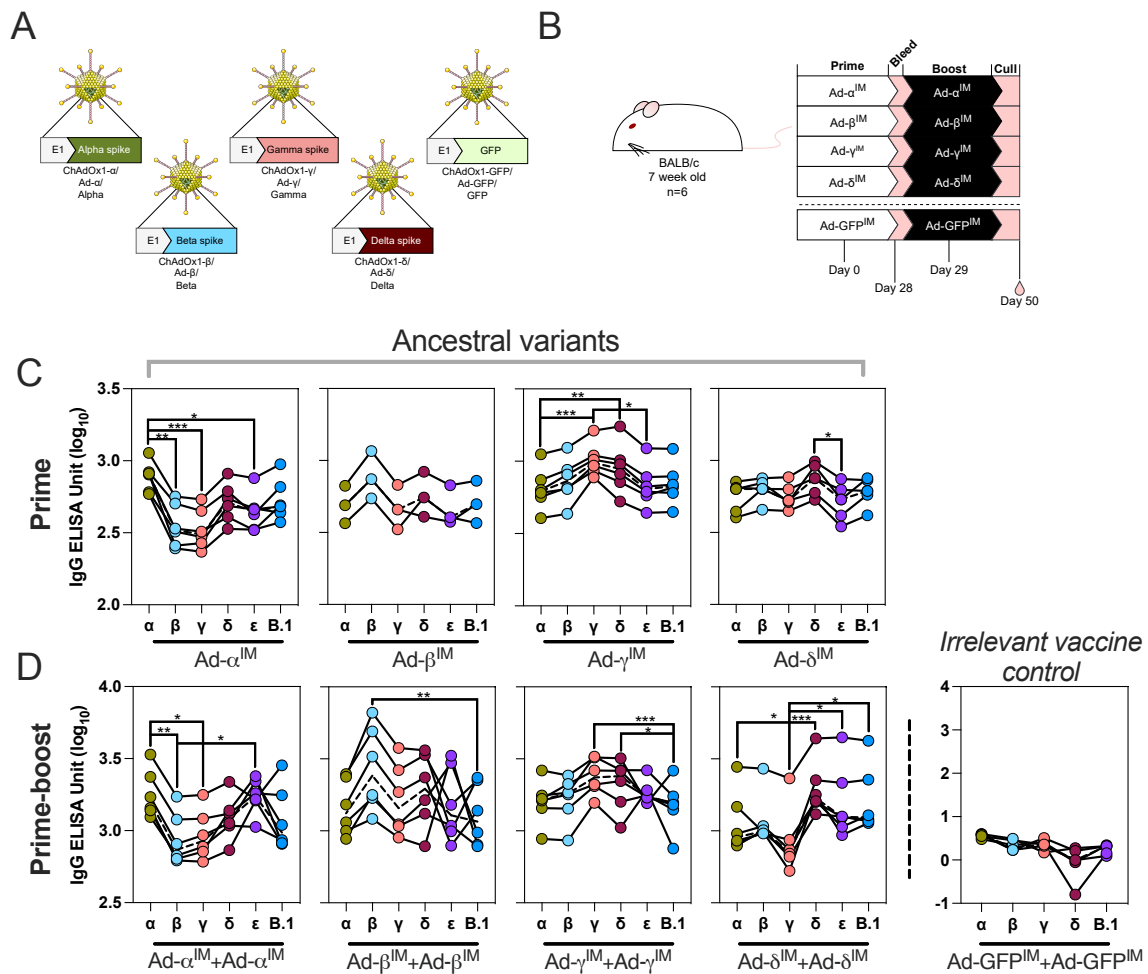 A
E1 Alpha spike
ChAdOx1-α/
Ad-α/
Alpha
E1 Gamma spike
ChAdOx1-γ/
Ad-γ/
Gamma
E1 GFP
ChAdOx1-GFP/
Ad-GFP/
GFP
E1 Beta spike
ChAdOx1-β/
Ad-β/
Beta
E1 Delta spike
ChAdOx1-δ/
Ad-δ/
Delta
B
BALB/c
7 week old
n=6
Prime Bleed Boost Cull
Ad-α^IM Ad-α^IM
Ad-β^IM Ad-β^IM
Ad-γ^IM Ad-γ^IM
Ad-δ^IM Ad-δ^IM
Ad-GFP^IM Ad-GFP^IM
Day 0 Day 29
Day 28 Day 50
Ancestral variants
C
Prime
IgG ELISA Unit (log₁₀)
3.5
3.0
2.5
2.0
** *** *
*** ** *
*
α β γ δ ε B.1
α β γ δ ε B.1
α β γ δ ε B.1
α β γ δ ε B.1
Ad-α^IM Ad-β^IM Ad-γ^IM Ad-δ^IM
D
Prime-boost
IgG ELISA Unit (log₁₀)
4.0
3.5
3.0
2.5
** * *
**
*** *
* *** * *
α β γ δ ε B.1
α β γ δ ε B.1
α β γ δ ε B.1
α β γ δ ε B.1
Ad-α^IM+Ad-α^IM Ad-β^IM+Ad-β^IM Ad-γ^IM+Ad-γ^IM Ad-δ^IM+Ad-δ^IM
Irrelevant vaccine
control
4
3
2
1
0
-1
α β γ δ B.1
Ad-GFP^IM+Ad-GFP^IM